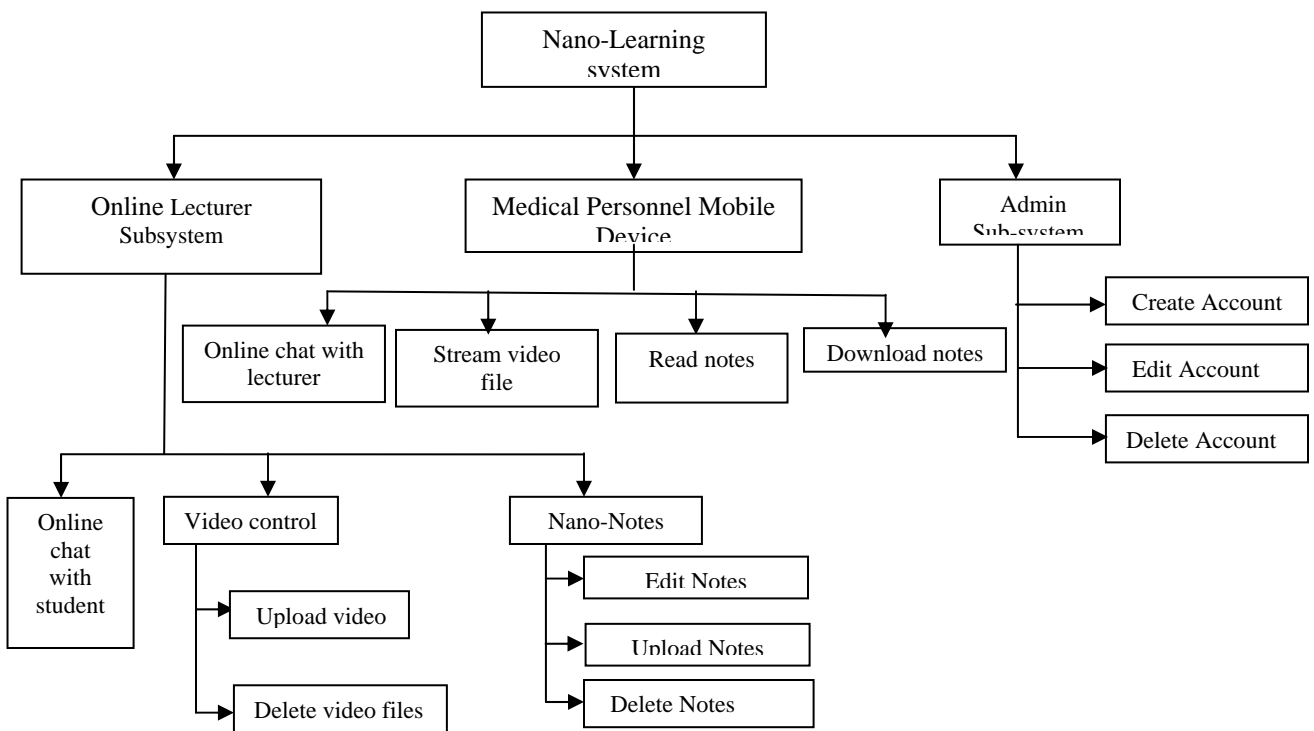 Nano-Learning
system
Online Lecturer
Subsystem
Medical Personnel Mobile
Device
Admin
Sub-system
Online chat with
lecturer
Stream video
file
Read notes
Download notes
Create Account
Edit Account
Delete Account
Online
chat
with
student
Video control
Nano-Notes
Upload video
Delete video files
Edit Notes
Upload Notes
Delete Notes